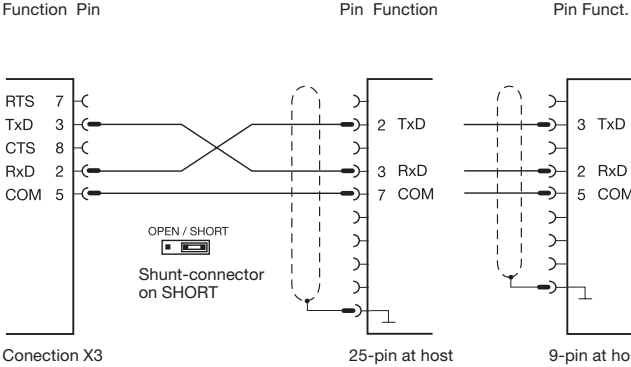 Function Pin
Pin Function
Pin Funct.
RTS 7
TxD 3
CTS 8
RxD 2
COM 5
2 TxD
3 RxD
7 COM
3 TxD
2 RxD
5 COM
OPEN / SHORT
Shunt-connector
on SHORT
Conection X3
25-pin at host
9-pin at ho